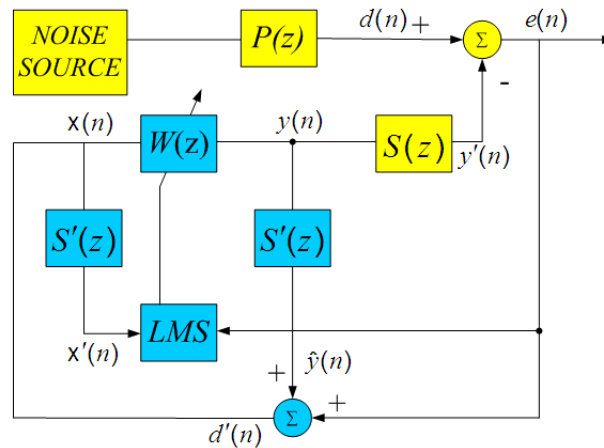 NOISE
SOURCE
P(z)
d(n)
+
Σ
e(n)
-
x(n)
W(z)
y(n)
S(z)
y'(n)
S'(z)
S'(z)
LMS
x'(n)
ŷ(n)
+
Σ
+
d'(n)